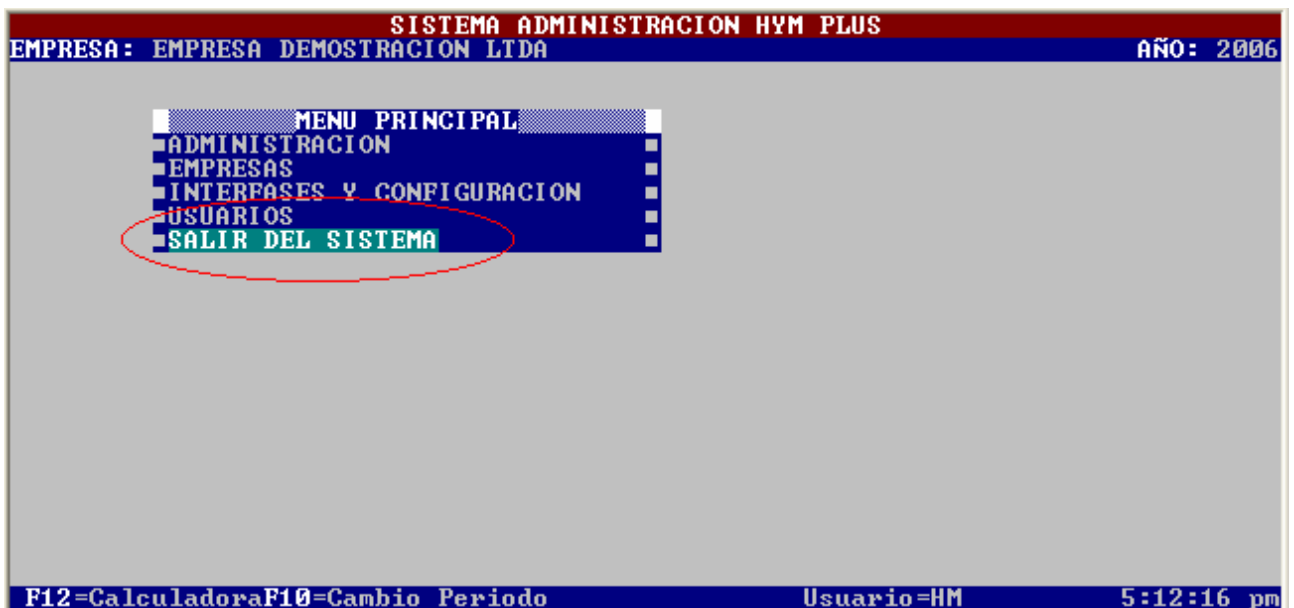 SISTEMA ADMINISTRACION HYM PLUS
EMPRESA: EMPRESA DEMOSTRACION LTDA AÑO: 2006
MENU PRINCIPAL
ADMINISTRACION
EMPRESAS
INTERFASES Y CONFIGURACION
USUARIOS
SALIR DEL SISTEMA
F12=CalculadoraF10=Cambio Periodo Usuario=HM 5:12:16 pm